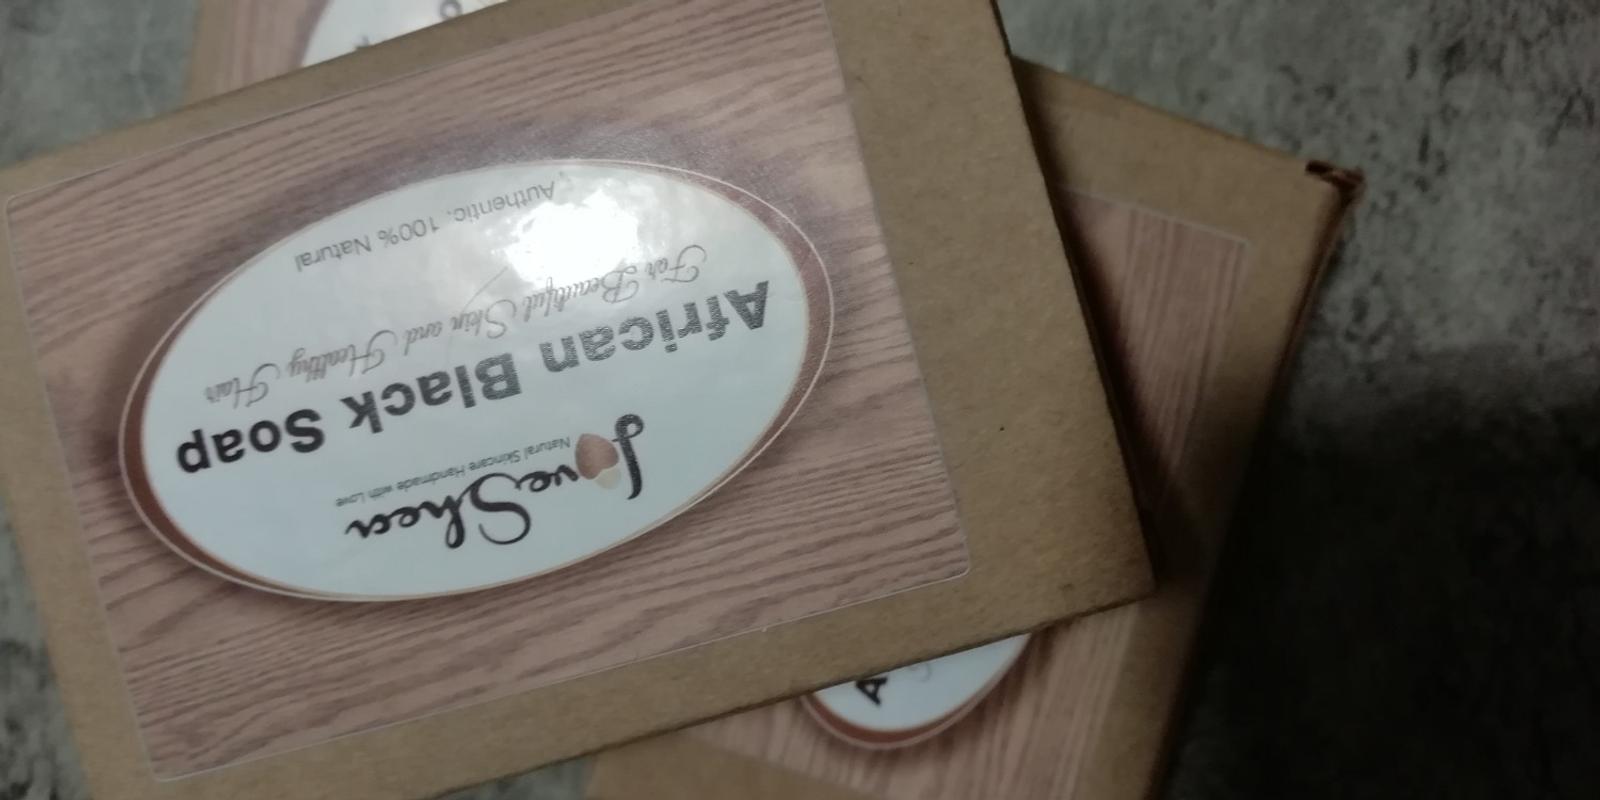 LoveShea
Natural Skincare Handmade with Love
African Black Soap
For Beautiful Skin and Healthy Hair
Authentic. 100% Natural
A